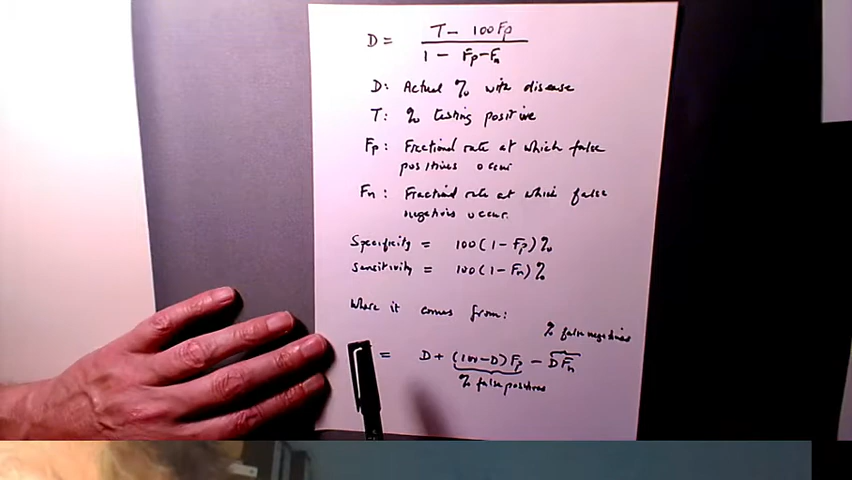 D = T - 100Fp
1 - Fp - Fn
D: Actual % with disease
T: % testing positive
Fp: Fractional rate at which false
positives occur
Fn: Fractional rate at which false
negatives occur.
Specificity = 100(1 - Fp)%
Sensitivity = 100(1 - Fn)%
Where it comes from:
% false negatives
= D + (100-D)Fp - DFn
% false positives